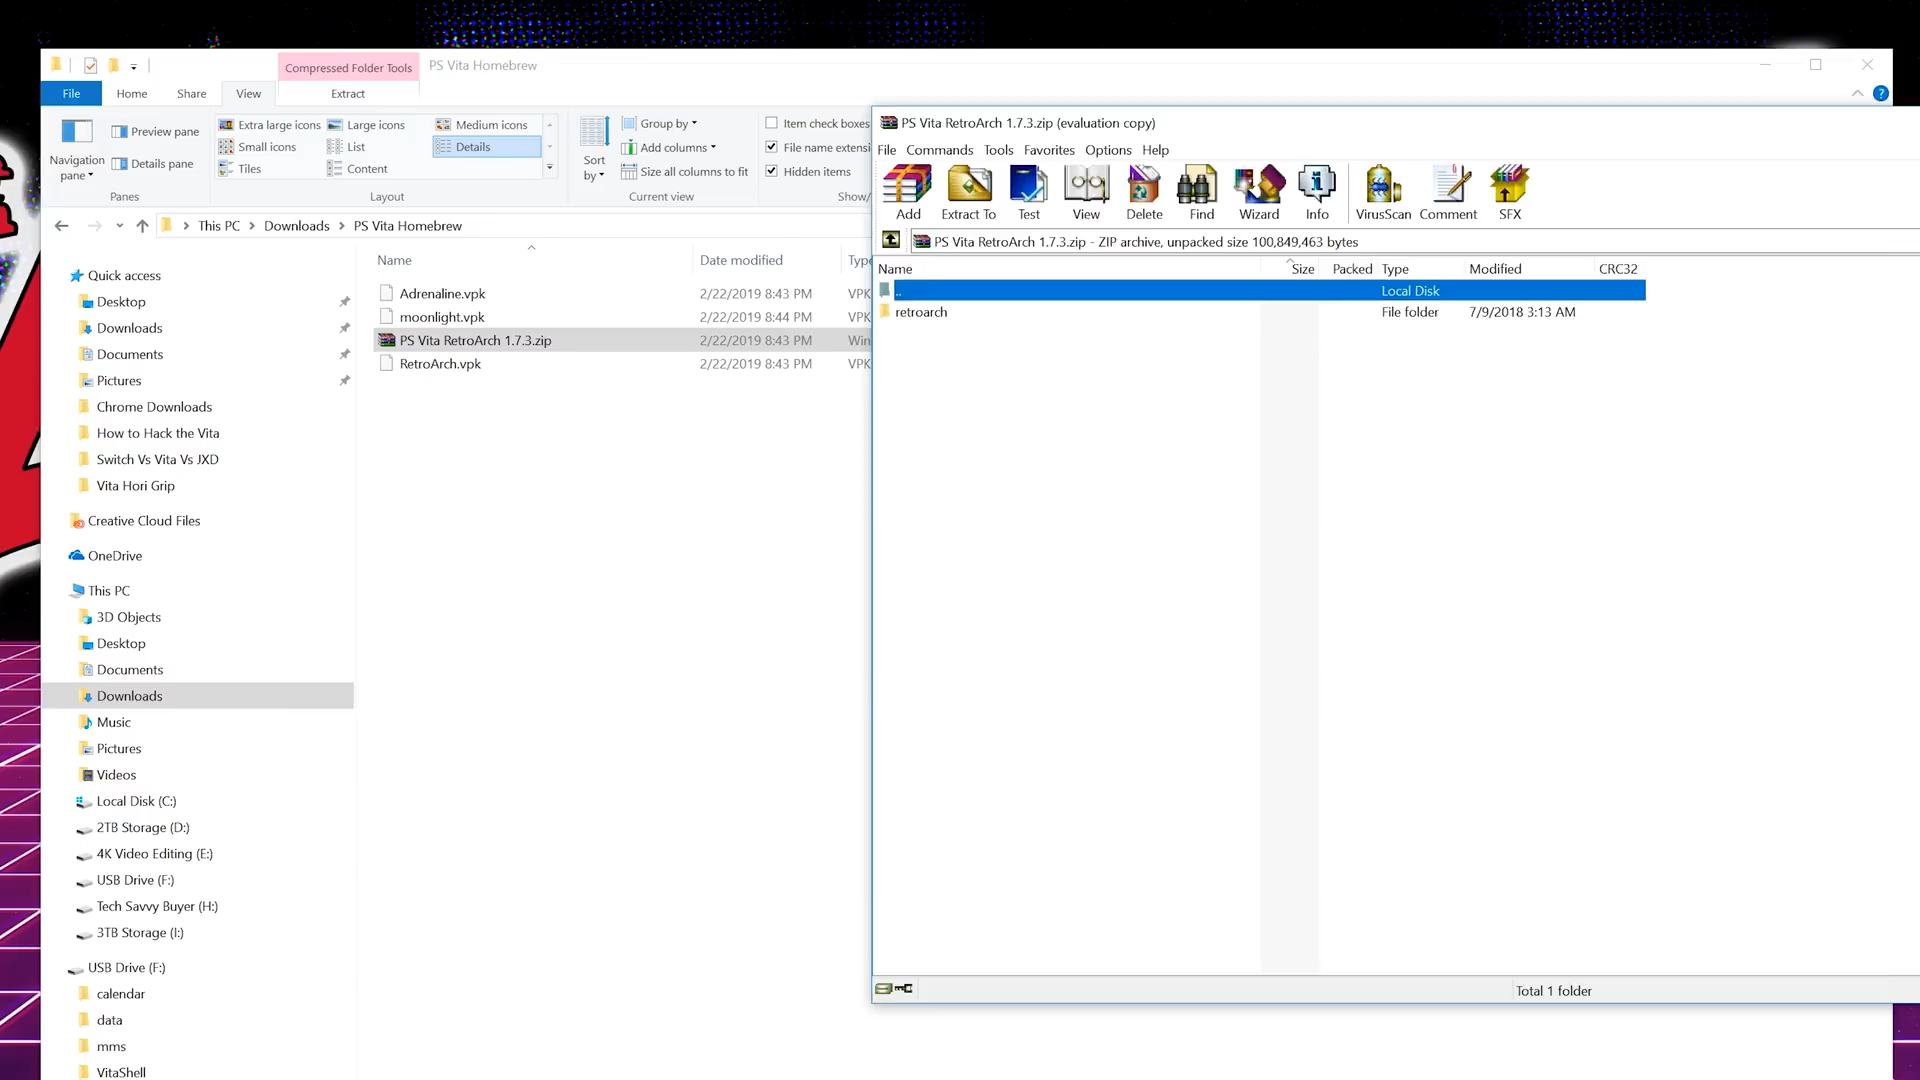 Compressed Folder Tools
PS Vita Homebrew
File
Home
Share
View
Extract
Navigation pane
Preview pane
Details pane
Panes
Extra large icons
Large icons
Medium icons
Small icons
List
Details
Tiles
Content
Layout
Sort by
Group by
Add columns
Size all columns to fit
Current view
Item check boxes
File name extensi
Hidden items
Show/
This PC
Downloads
PS Vita Homebrew
Quick access
Desktop
Downloads
Documents
Pictures
Chrome Downloads
How to Hack the Vita
Switch Vs Vita Vs JXD
Vita Hori Grip
Creative Cloud Files
OneDrive
This PC
3D Objects
Desktop
Documents
Downloads
Music
Pictures
Videos
Local Disk (C:)
2TB Storage (D:)
4K Video Editing (E:)
USB Drive (F:)
Tech Savvy Buyer (H:)
3TB Storage (I:)
USB Drive (F:)
calendar
data
mms
VitaShell
Name Date modified Type
Adrenaline.vpk 2/22/2019 8:43 PM VPK
moonlight.vpk 2/22/2019 8:44 PM VPK
PS Vita RetroArch 1.7.3.zip 2/22/2019 8:43 PM Win
RetroArch.vpk 2/22/2019 8:43 PM VPK
PS Vita RetroArch 1.7.3.zip (evaluation copy)
File Commands Tools Favorites Options Help
Add Extract To Test View Delete Find Wizard Info VirusScan Comment SFX
PS Vita RetroArch 1.7.3.zip - ZIP archive, unpacked size 100,849,463 bytes
Name Size Packed Type Modified CRC32
.. Local Disk
retroarch File folder 7/9/2018 3:13 AM
Total 1 folder